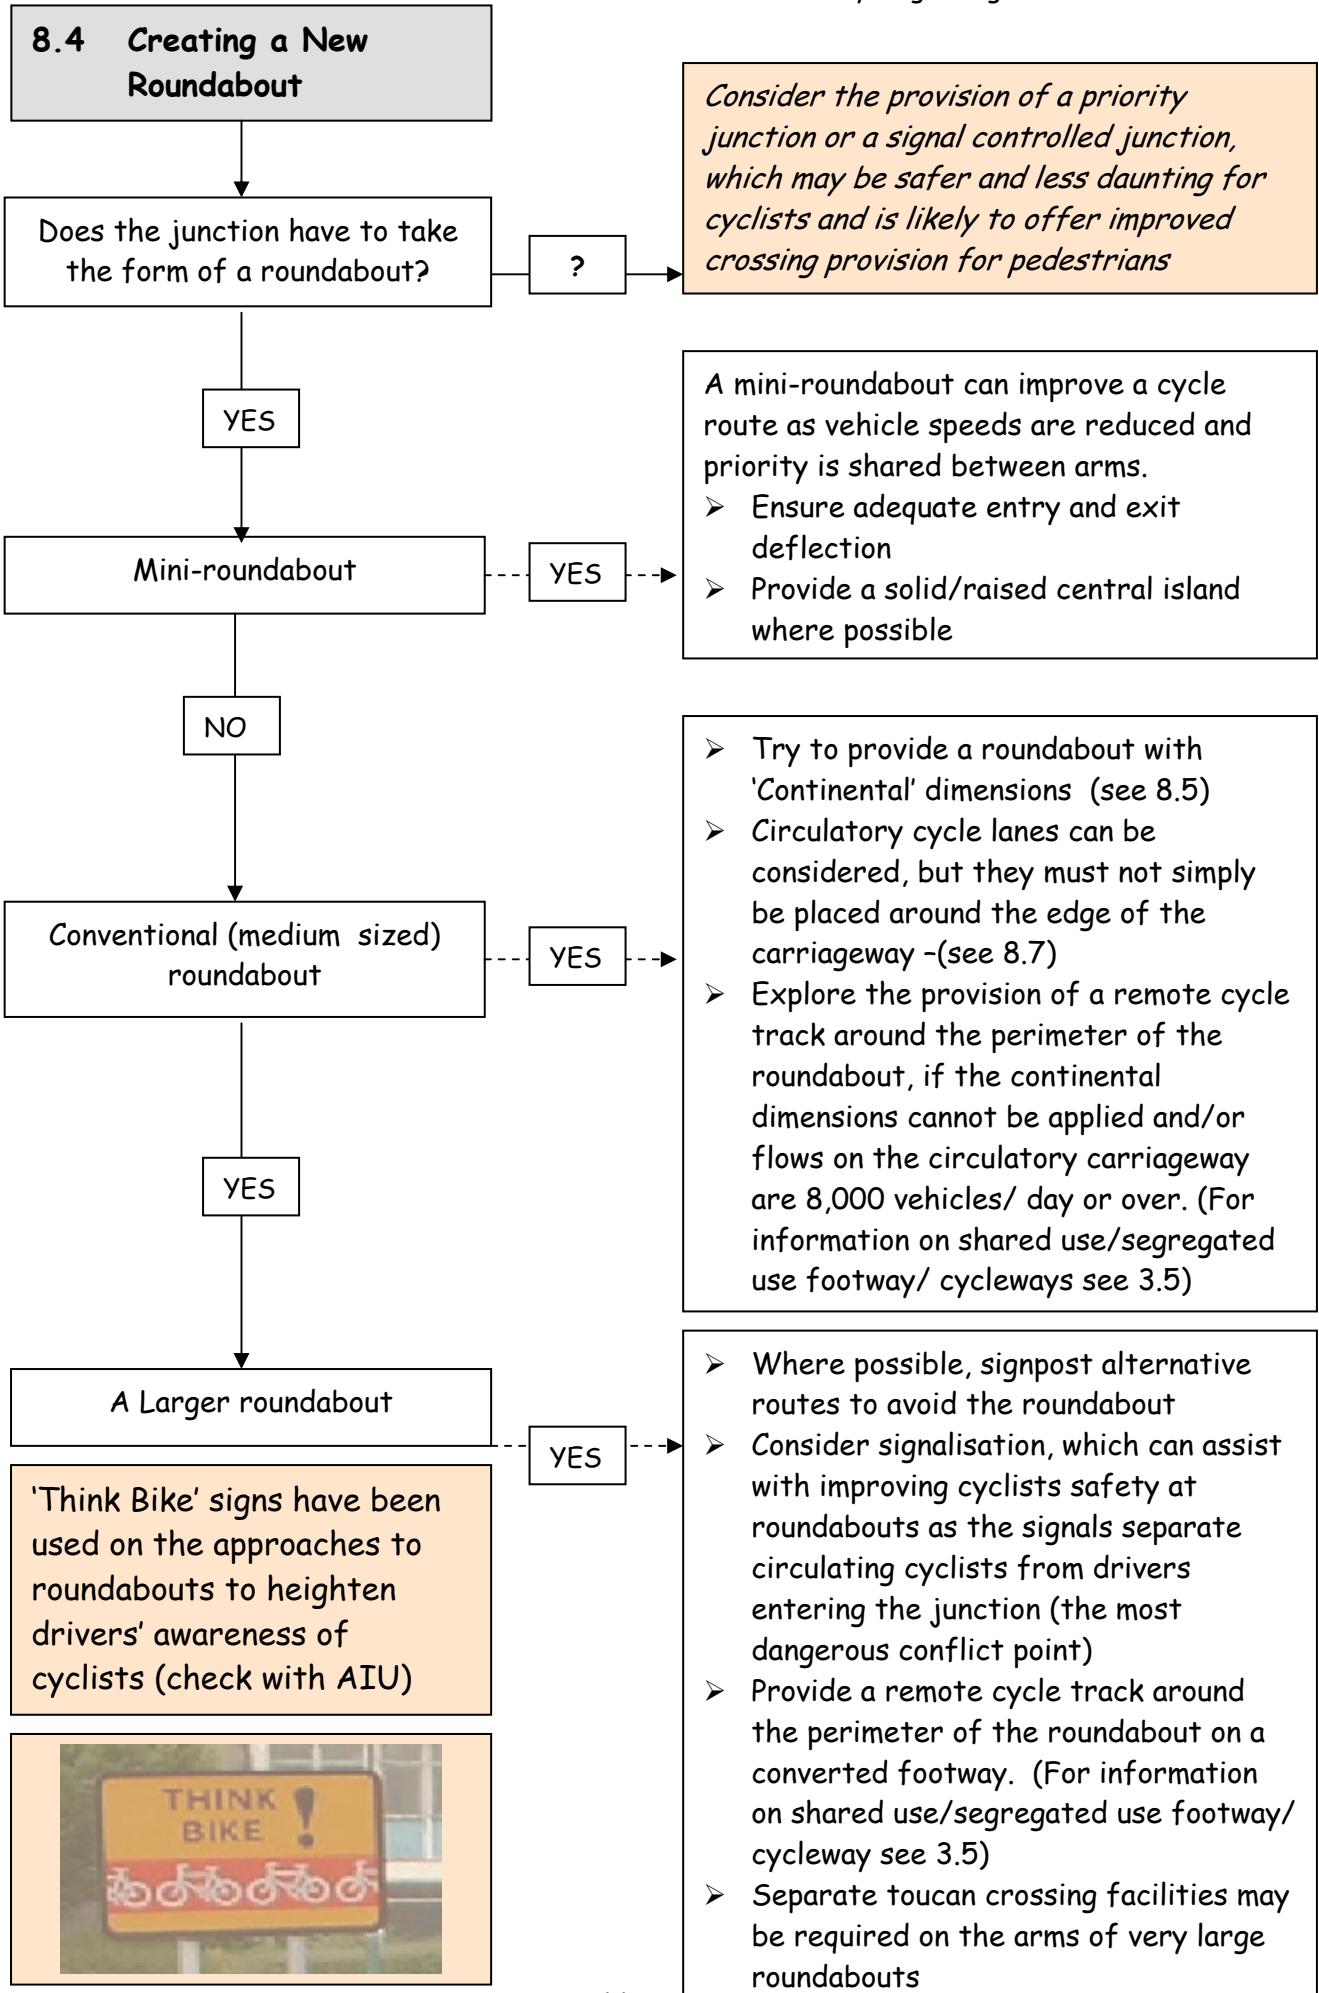 8.4 Creating a New
Roundabout
Consider the provision of a priority
junction or a signal controlled junction,
which may be safer and less daunting for
cyclists and is likely to offer improved
crossing provision for pedestrians
Does the junction have to take
the form of a roundabout?
?
YES
A mini-roundabout can improve a cycle
route as vehicle speeds are reduced and
priority is shared between arms.
➢ Ensure adequate entry and exit
deflection
➢ Provide a solid/raised central island
where possible
Mini-roundabout
YES
NO
➢ Try to provide a roundabout with
‘Continental’ dimensions (see 8.5)
➢ Circulatory cycle lanes can be
considered, but they must not simply
be placed around the edge of the
carriageway –(see 8.7)
➢ Explore the provision of a remote cycle
track around the perimeter of the
roundabout, if the continental
dimensions cannot be applied and/or
flows on the circulatory carriageway
are 8,000 vehicles/ day or over. (For
information on shared use/segregated
use footway/ cycleways see 3.5)
Conventional (medium sized)
roundabout
YES
YES
A Larger roundabout
YES
➢ Where possible, signpost alternative
routes to avoid the roundabout
➢ Consider signalisation, which can assist
with improving cyclists safety at
roundabouts as the signals separate
circulating cyclists from drivers
entering the junction (the most
dangerous conflict point)
➢ Provide a remote cycle track around
the perimeter of the roundabout on a
converted footway. (For information
on shared use/segregated use footway/
cycleway see 3.5)
➢ Separate toucan crossing facilities may
be required on the arms of very large
roundabouts
‘Think Bike’ signs have been
used on the approaches to
roundabouts to heighten
drivers’ awareness of
cyclists (check with AIU)
THINK
BIKE !